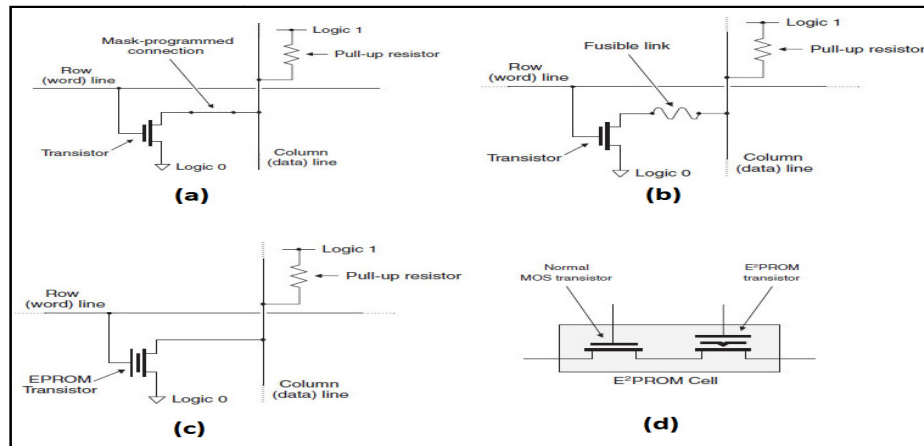 Logic 1
Mask-programmed
connection
Pull-up resistor
Row
(word) line
Transistor
Logic 0
Column
(data) line
(a)
Logic 1
Fusible link
Pull-up resistor
Row
(word) line
Transistor
Logic 0
Column
(data) line
(b)
Logic 1
Pull-up resistor
Row
(word) line
EPROM
Transistor
Logic 0
Column
(data) line
(c)
Normal
MOS transistor
E²PROM
transistor
E²PROM Cell
(d)